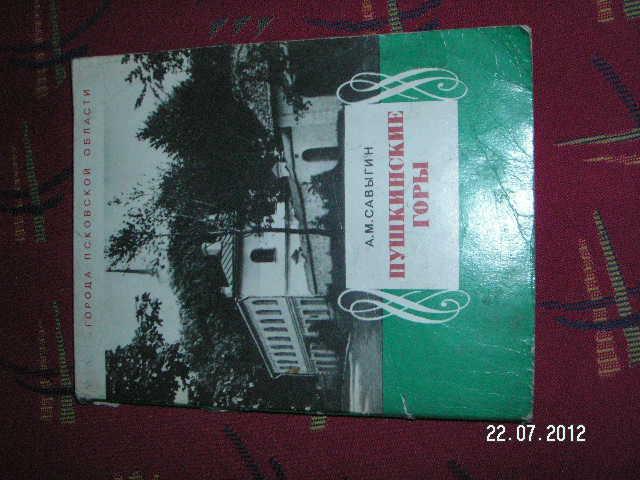 ГОРОДА ПСКОВСКОЙ ОБЛАСТИ
А.М.САВЫГИН
ПУШКИНСКИЕ
ГОРЫ
22.07.2012